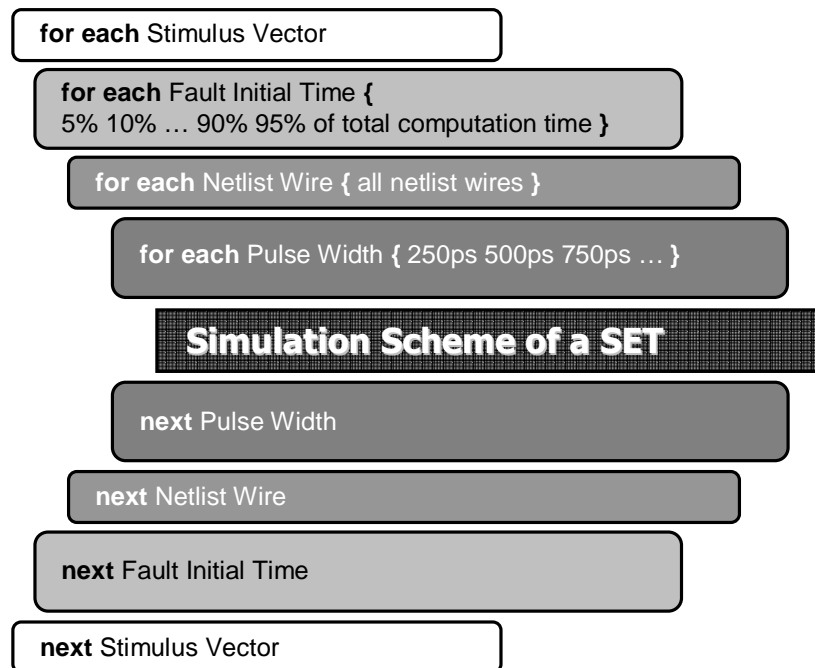 for each Stimulus Vector
for each Fault Initial Time {
5% 10% … 90% 95% of total computation time }
for each Netlist Wire { all netlist wires }
for each Pulse Width { 250ps 500ps 750ps … }
Simulation Scheme of a SET
next Pulse Width
next Netlist Wire
next Fault Initial Time
next Stimulus Vector